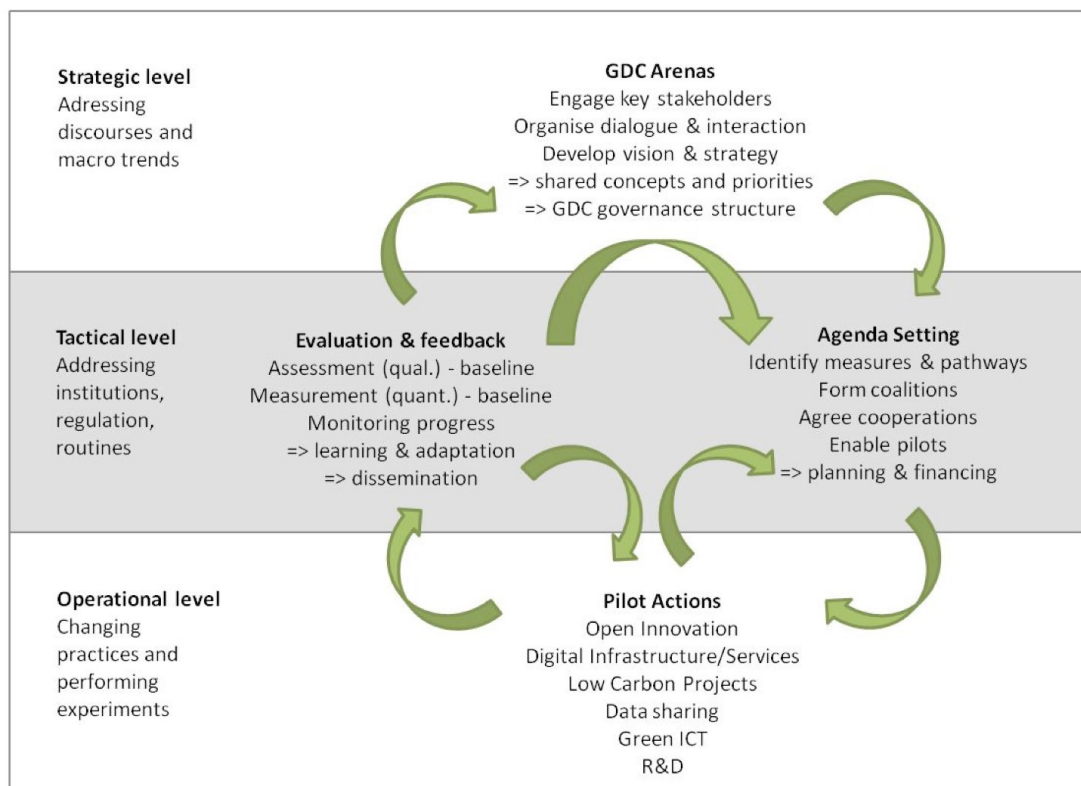 Strategic level
Adressing
discourses and
macro trends
GDC Arenas
Engage key stakeholders
Organise dialogue & interaction
Develop vision & strategy
=> shared concepts and priorities
=> GDC governance structure
Tactical level
Addressing
institutions,
regulation,
routines
Evaluation & feedback
Assessment (qual.) - baseline
Measurement (quant.) - baseline
Monitoring progress
=> learning & adaptation
=> dissemination
Agenda Setting
Identify measures & pathways
Form coalitions
Agree cooperations
Enable pilots
=> planning & financing
Operational level
Changing
practices and
performing
experiments
Pilot Actions
Open Innovation
Digital Infrastructure/Services
Low Carbon Projects
Data sharing
Green ICT
R&D